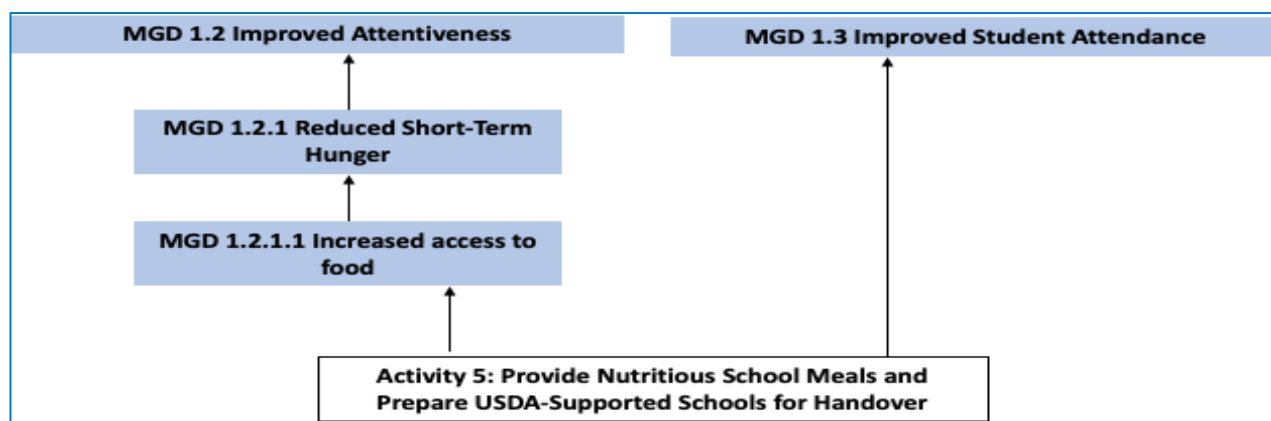 MGD 1.2 Improved Attentiveness
MGD 1.3 Improved Student Attendance
MGD 1.2.1 Reduced Short-Term
Hunger
MGD 1.2.1.1 Increased access to
food
Activity 5: Provide Nutritious School Meals and
Prepare USDA-Supported Schools for Handover